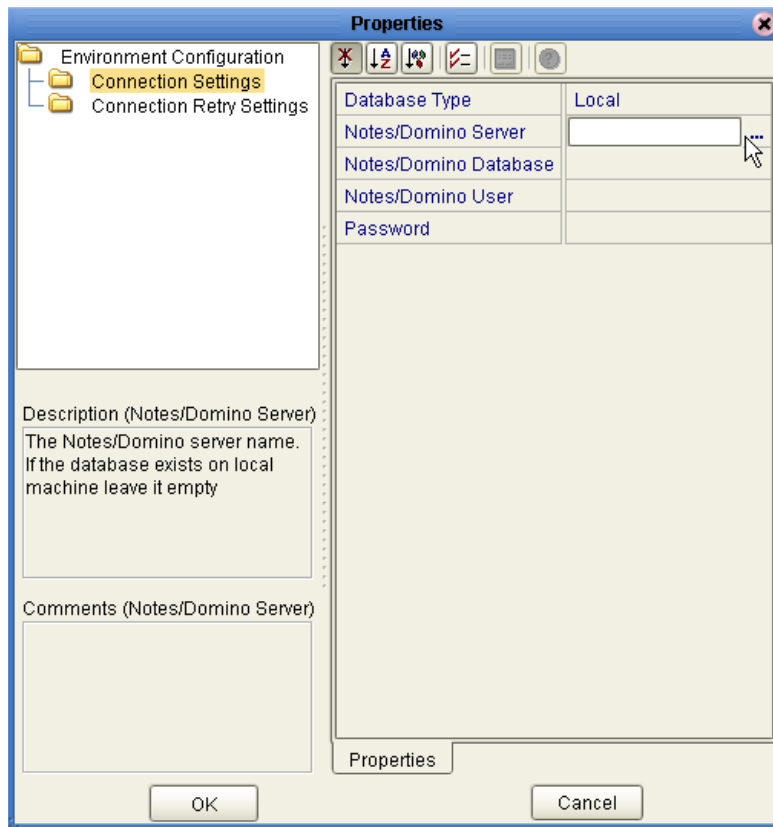 Properties
Environment Configuration
Connection Settings
Connection Retry Settings
Database Type Local
Notes/Domino Server ...
Notes/Domino Database
Notes/Domino User
Password
Description (Notes/Domino Server)
The Notes/Domino server name.
If the database exists on local
machine leave it empty
Comments (Notes/Domino Server)
Properties
OK
Cancel